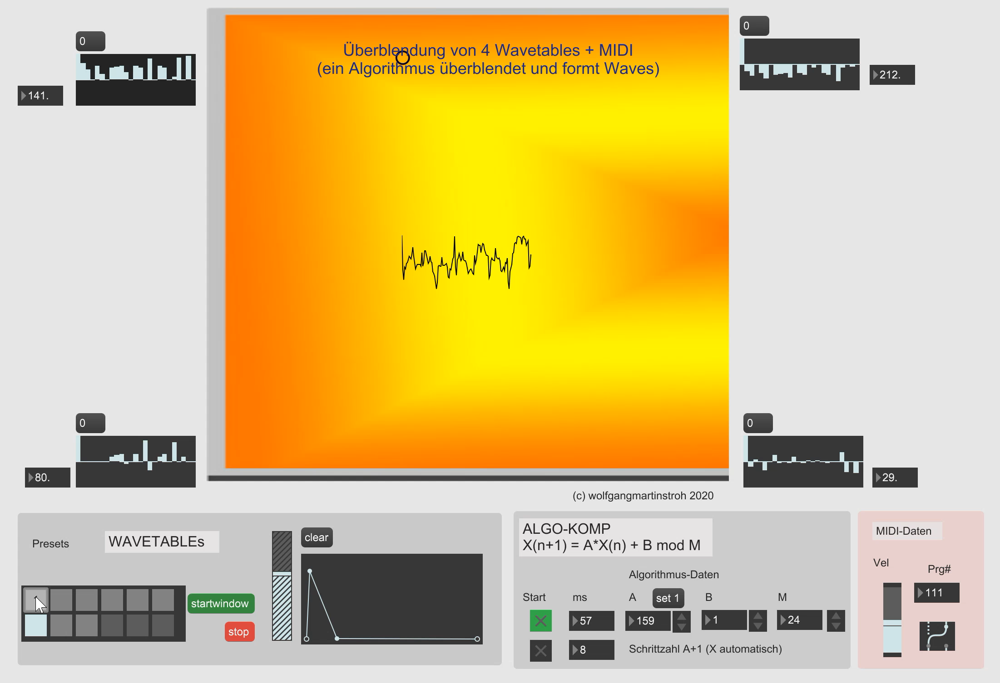 0
0
Überblendung von 4 Wavetables + MIDI
(ein Algorithmus überblendet und formt Waves)
141.
212.
0
0
80.
29.
(c) wolfgangmartinstroh 2020
Presets
WAVETABLEs
clear
startwindow
stop
ALGO-KOMP
X(n+1) = A*X(n) + B mod M
Algorithmus-Daten
Start ms A set 1 B M
57 159 1 24
8 Schrittzahl A+1 (X automatisch)
MIDI-Daten
Vel
Prg#
111